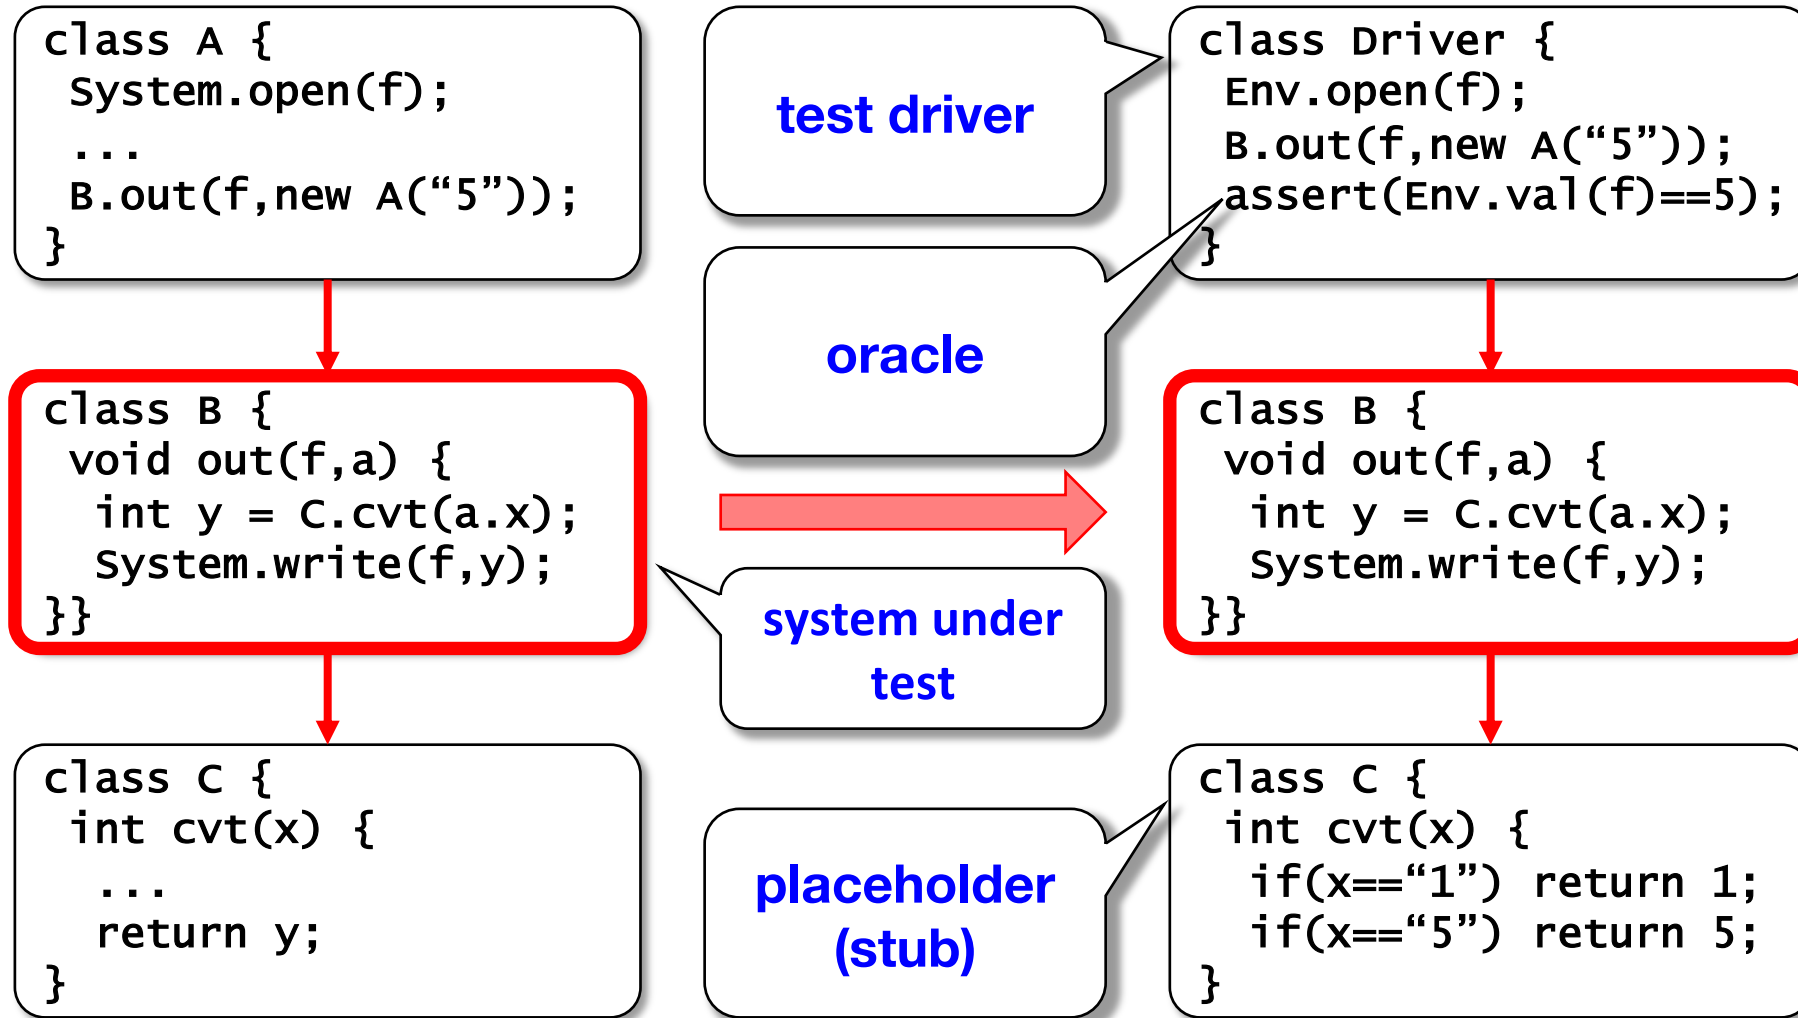 class A {
 System.open(f);
 ...
 B.out(f,new A(“5”));
}
class B {
 void out(f,a) {
  int y = C.cvt(a.x);
  System.write(f,y);
}}
class C {
 int cvt(x) {
  ...
  return y;
}
test driver
oracle
system under
test
placeholder
(stub)
class Driver {
 Env.open(f);
 B.out(f,new A(“5”));
 assert(Env.val(f)==5);
}
class B {
 void out(f,a) {
  int y = C.cvt(a.x);
  System.write(f,y);
}}
class C {
 int cvt(x) {
  if(x==“1”) return 1;
  if(x==“5”) return 5;
}